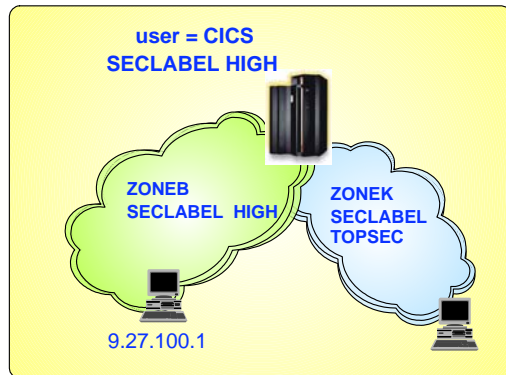 user = CICS
SECLABEL HIGH
ZONEB
SECLABEL HIGH
ZONEK
SECLABEL
TOPSEC
9.27.100.1